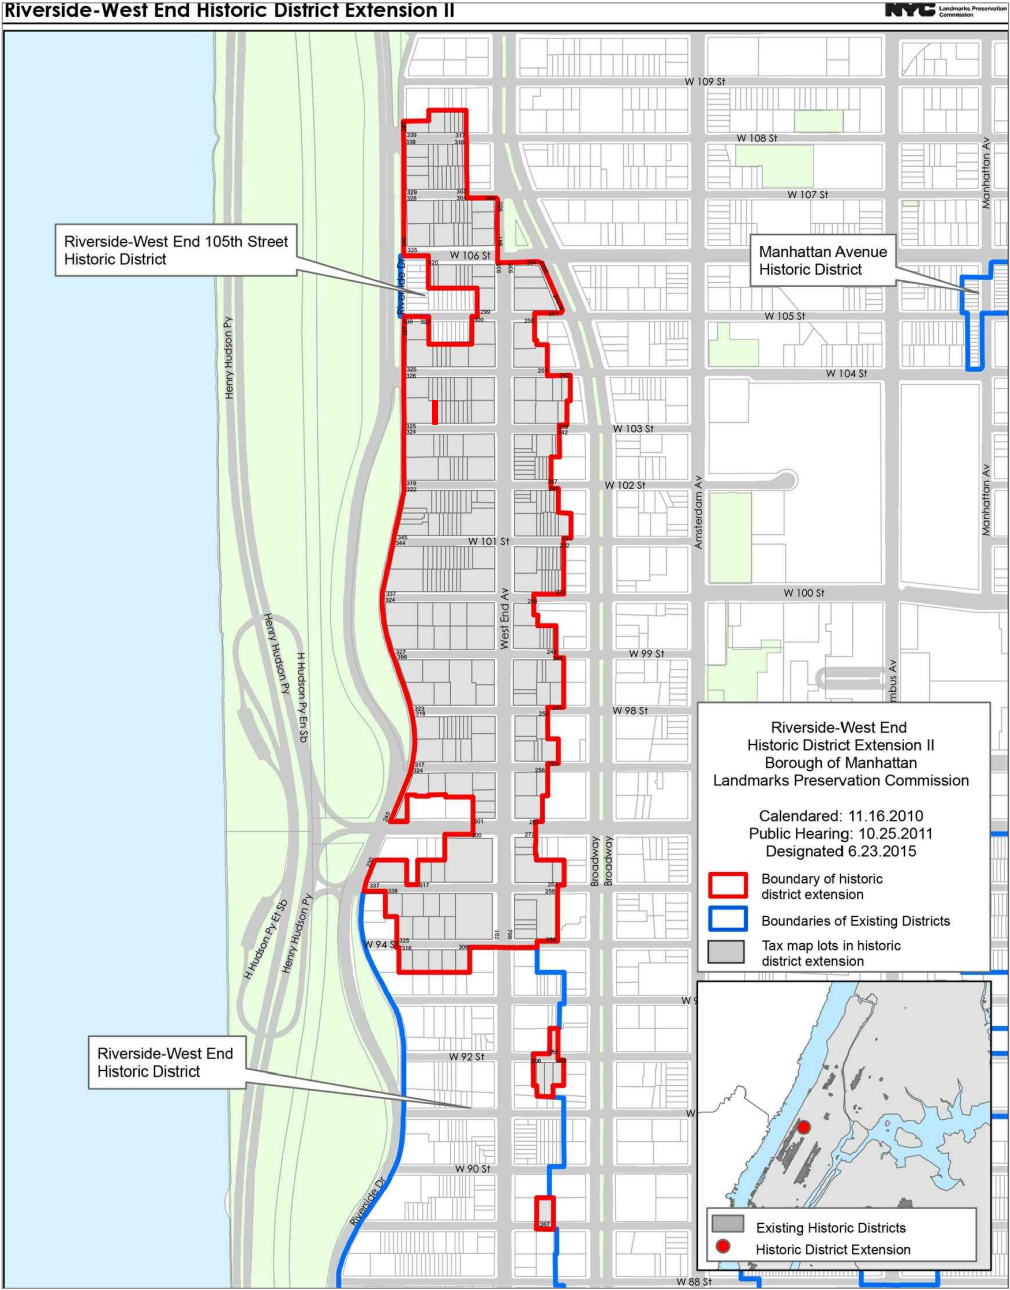 Riverside-West End Historic District Extension II
NYC Landmarks Preservation
Commission
W 109 St
W 108 St
W 107 St
Manhattan Av
Riverside-West End 105th Street
Historic District
W 106 St
Manhattan Avenue
Historic District
Riverside Dr
W 105 St
Henry Hudson Py
W 104 St
W 103 St
W 102 St
Amsterdam Av
Manhattan Av
W 101 St
W 100 St
West End Av
Henry Hudson Py
H Hudson Py En Sb
W 99 St
mbus Av
W 98 St
Riverside-West End
Historic District Extension II
Borough of Manhattan
Landmarks Preservation Commission
Calendared: 11.16.2010
Public Hearing: 10.25.2011
Designated 6.23.2015
Boundary of historic
district extension
Boundaries of Existing Districts
Tax map lots in historic
district extension
Broadway
Broadway
H Hudson Py Et Sb
Henry Hudson Py
W 94 S
W 9
Riverside-West End
Historic District
W 92 St
W
W 90 St
Riverside Dr
W 88 St
Existing Historic Districts
Historic District Extension